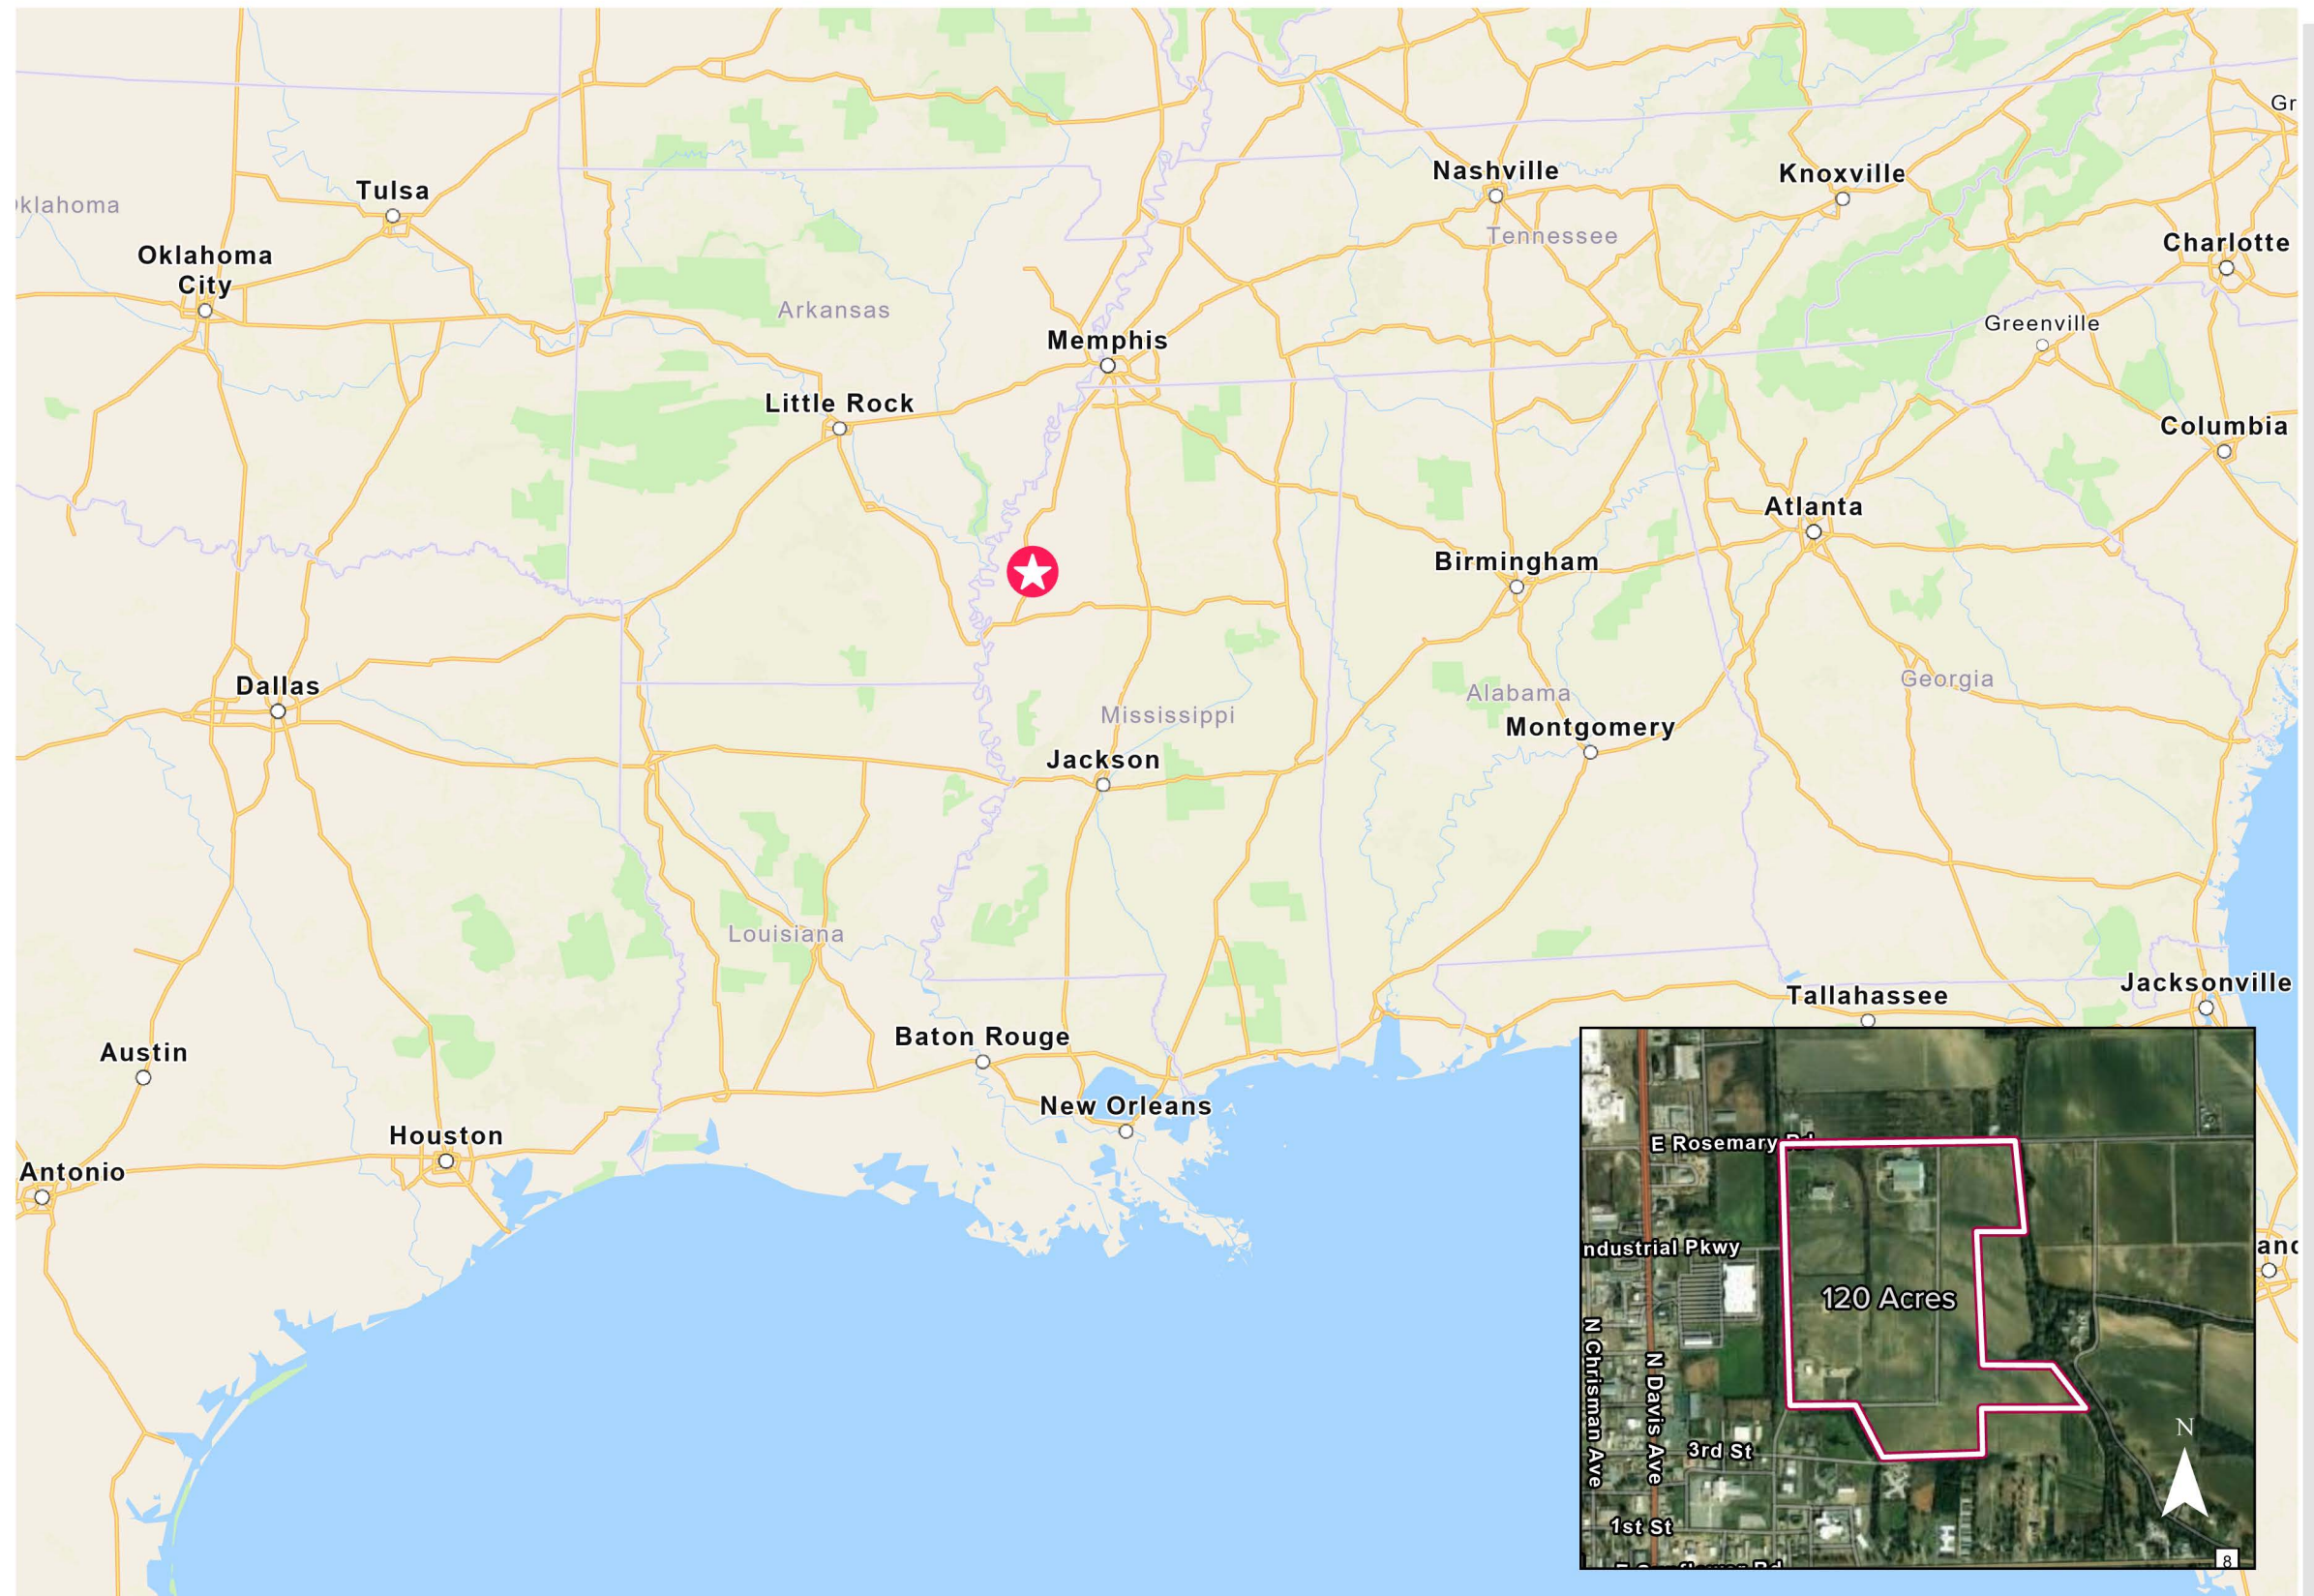 Gr
Nashville
Knoxville
Tulsa
klahoma
Tennessee
Charlotte
Oklahoma
City
Arkansas
Greenville
Memphis
Little Rock
Columbia
Atlanta
Birmingham
Dallas
Georgia
Alabama
Mississippi
Montgomery
Jackson
Louisiana
Jacksonville
Tallahassee
Baton Rouge
Austin
New Orleans
Houston
Antonio
and
E Rosemary Rd
ndustrial Pkwy
120 Acres
N Chrisman Ave
N Davis Ave
3rd St
N
1st St
8